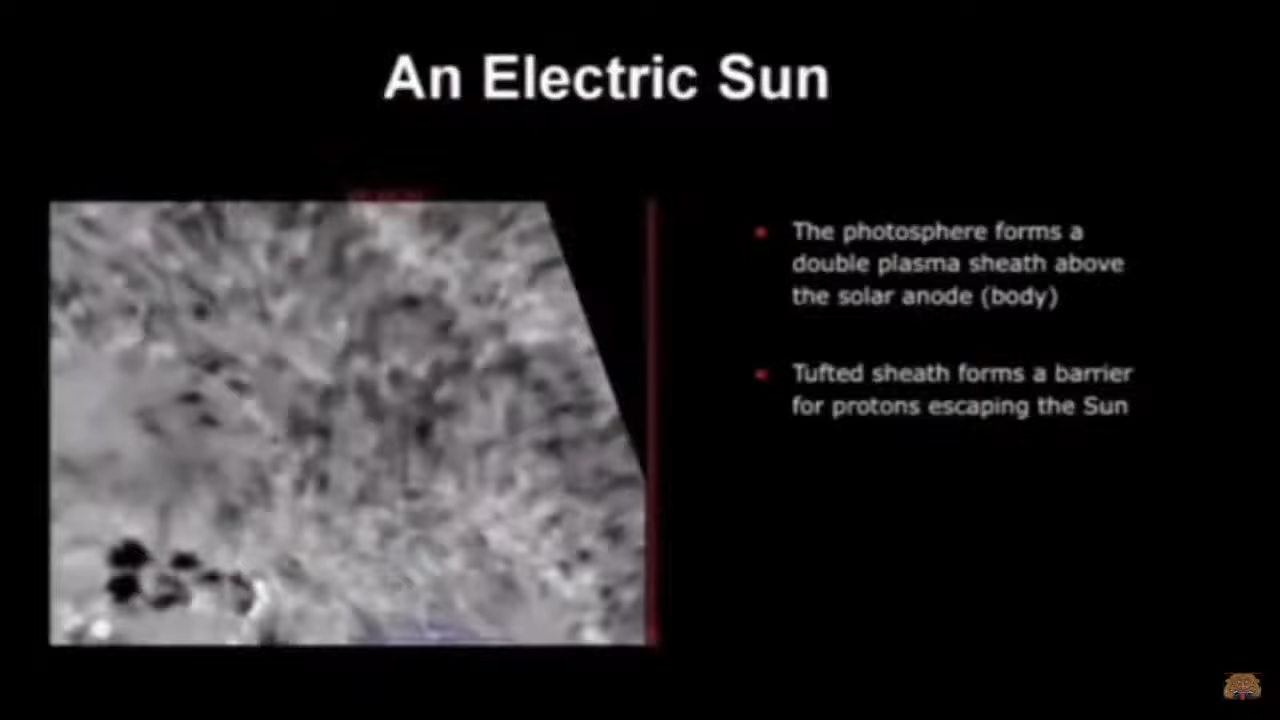 An Electric Sun
The photosphere forms a
double plasma sheath above
the solar anode (body)
Tufted sheath forms a barrier
for protons escaping the Sun